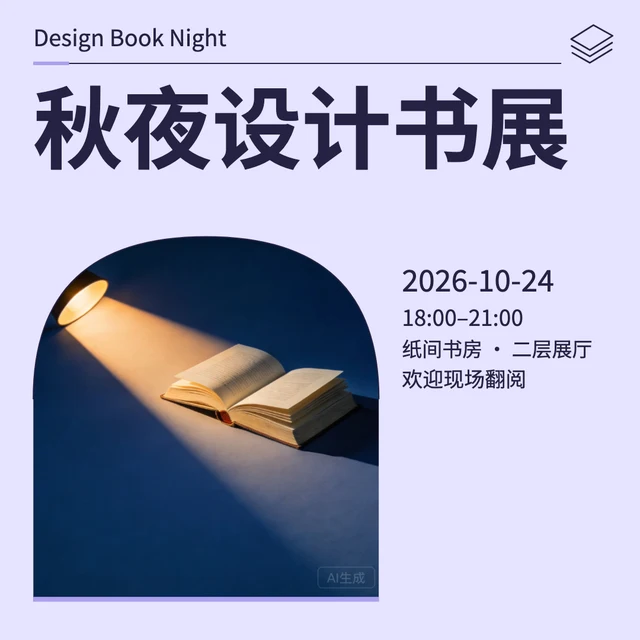 Design Book Night
秋夜设计书展
2026-10-24
18:00–21:00
纸间书房 · 二层展厅
欢迎现场翻阅
AI生成